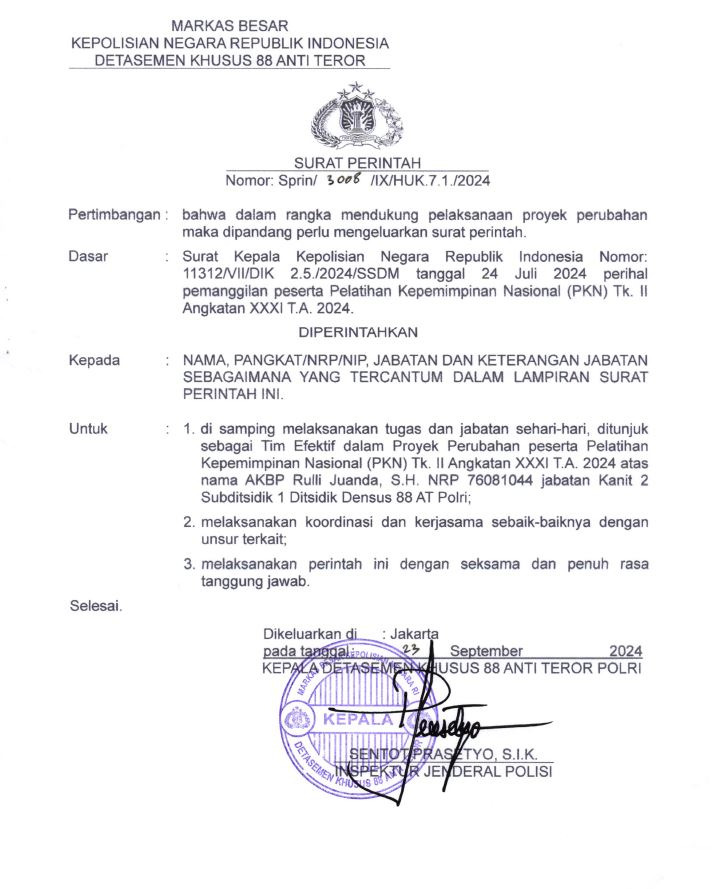 MARKAS BESAR
KEPOLISIAN NEGARA REPUBLIK INDONESIA
DETASEMEN KHUSUS 88 ANTI TEROR
SURAT PERINTAH
Nomor: Sprin/ 3008 /IX/HUK.7.1./2024
Pertimbangan : bahwa dalam rangka mendukung pelaksanaan proyek perubahan
maka dipandang perlu mengeluarkan surat perintah.
Dasar : Surat Kepala Kepolisian Negara Republik Indonesia Nomor:
11312/VII/DIK 2.5./2024/SSDM tanggal 24 Juli 2024 perihal
pemanggilan peserta Pelatihan Kepemimpinan Nasional (PKN) Tk. II
Angkatan XXXI T.A. 2024.
DIPERINTAHKAN
Kepada : NAMA, PANGKAT/NRP/NIP, JABATAN DAN KETERANGAN JABATAN
SEBAGAIMANA YANG TERCANTUM DALAM LAMPIRAN SURAT
PERINTAH INI.
Untuk : 1. di samping melaksanakan tugas dan jabatan sehari-hari, ditunjuk
sebagai Tim Efektif dalam Proyek Perubahan peserta Pelatihan
Kepemimpinan Nasional (PKN) Tk. II Angkatan XXXI T.A. 2024 atas
nama AKBP Rulli Juanda, S.H. NRP 76081044 jabatan Kanit 2
Subditsidik 1 Ditsidik Densus 88 AT Polri;
2. melaksanakan koordinasi dan kerjasama sebaik-baiknya dengan
unsur terkait;
3. melaksanakan perintah ini dengan seksama dan penuh rasa
tanggung jawab.
Selesai.
Dikeluarkan di : Jakarta
pada tanggal : 23 September 2024
KEPALA DETASEMEN KHUSUS 88 ANTI TEROR POLRI
MARKAS BESAR KEPOLISIAN NEGARA RI
KEPALA
DETASEMEN KHUSUS 88 ANTI TEROR
SENTOT PRASETYO, S.I.K.
INSPEKTUR JENDERAL POLISI